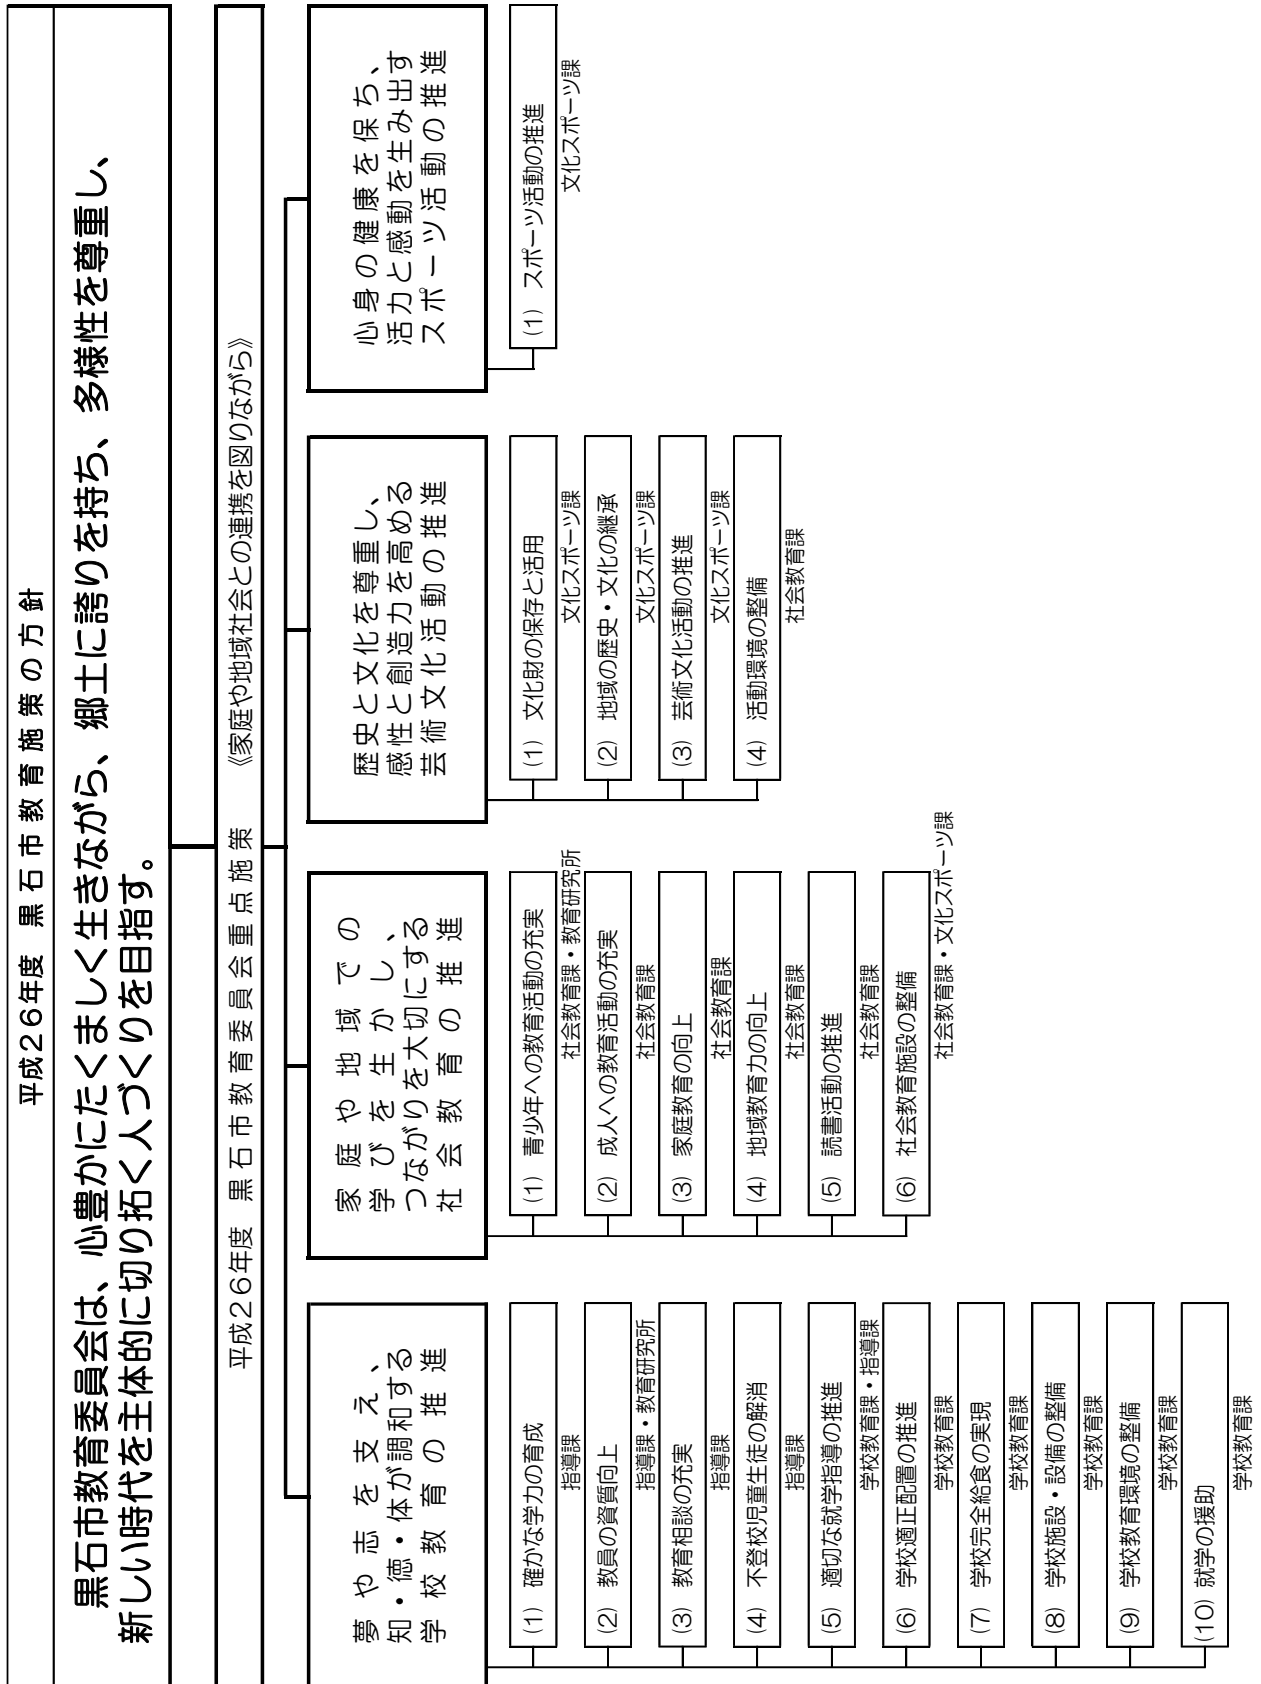 平成26年度 黒石市教育施策の方針
黒石市教育委員会は、心豊かにたくましく生きながら、郷土に誇りを持ち、多様性を尊重し、
新しい時代を主体的に切り拓く人づくりを目指す。
平成26年度 黒石市教育委員会重点施策 《家庭や地域社会との連携を図りながら》
夢や志を支え、
知・徳・体が調和する
学校教育の推進
(1) 確かな学力の育成
指導課
(2) 教員の資質向上
指導課・教育研究所
(3) 教育相談の充実
指導課
(4) 不登校児童生徒の解消
指導課
(5) 適切な就学指導の推進
学校教育課・指導課
(6) 学校適正配置の推進
学校教育課
(7) 学校完全給食の実現
学校教育課
(8) 学校施設・設備の整備
学校教育課
(9) 学校教育環境の整備
学校教育課
(10) 就学の援助
学校教育課
家庭や地域での
学びを生かし、
つながりを大切にする
社会教育の推進
(1) 青少年への教育活動の充実
社会教育課・教育研究所
(2) 成人への教育活動の充実
社会教育課
(3) 家庭教育の向上
社会教育課
(4) 地域教育力の向上
社会教育課
(5) 読書活動の推進
社会教育課
(6) 社会教育施設の整備
社会教育課・文化スポーツ課
歴史と文化を尊重し、
感性と創造力を高める
芸術文化活動の推進
(1) 文化財の保存と活用
文化スポーツ課
(2) 地域の歴史・文化の継承
文化スポーツ課
(3) 芸術文化活動の推進
文化スポーツ課
(4) 活動環境の整備
社会教育課
心身の健康を保ち、
活力と感動を生み出す
スポーツ活動の推進
(1) スポーツ活動の推進
文化スポーツ課